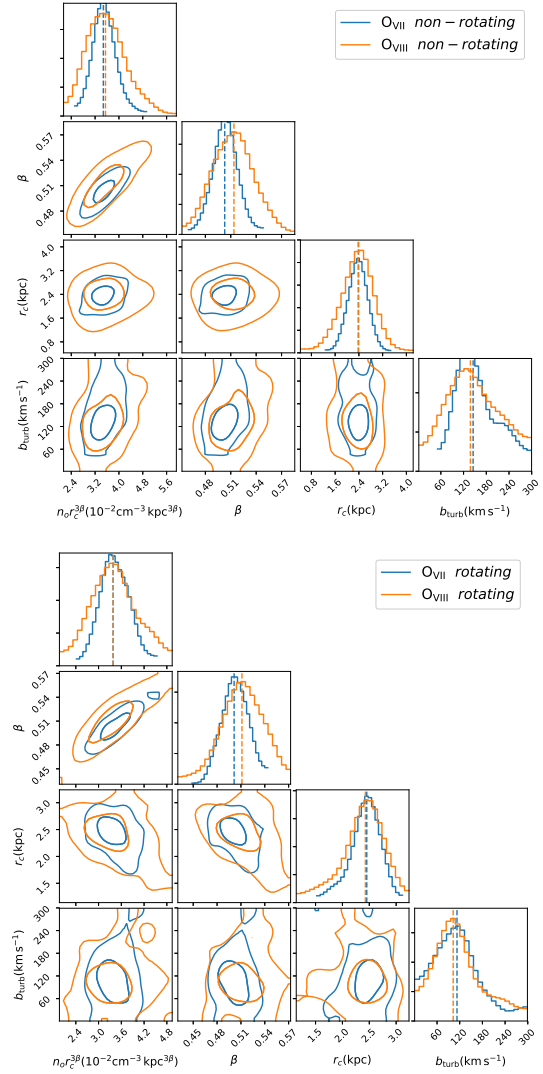 O_VII non−rotating
O_VIII non−rotating
0.57
0.54
0.51
0.48
β
4.0
3.2
2.4
1.6
0.8
r_c(kpc)
300
240
180
120
60
b_turb(km s⁻¹)
2.4 3.2 4.0 4.8 5.6
0.48 0.51 0.54 0.57
0.8 1.6 2.4 3.2 4.0
60 120 180 240 300
n_o r_c^{3β}(10⁻²cm⁻³ kpc^{3β}) β r_c(kpc) b_turb(km s⁻¹)
O_VII rotating
O_VIII rotating
0.57
0.54
0.51
0.48
0.45
β
3.0
2.5
2.0
1.5
r_c(kpc)
300
240
180
120
60
b_turb(km s⁻¹)
2.4 3.0 3.6 4.2 4.8
0.45 0.48 0.51 0.54 0.57
1.5 2.0 2.5 3.0
60 120 180 240 300
n_o r_c^{3β}(10⁻²cm⁻³ kpc^{3β}) β r_c(kpc) b_turb(km s⁻¹)